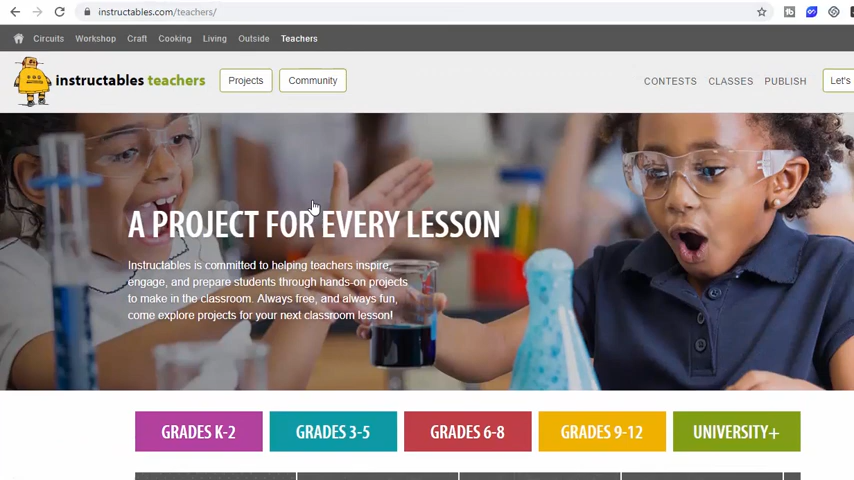 instructables.com/teachers/
Circuits Workshop Craft Cooking Living Outside Teachers
instructables teachers Projects Community CONTESTS CLASSES PUBLISH Let's
A PROJECT FOR EVERY LESSON
Instructables is committed to helping teachers inspire,
engage, and prepare students through hands-on projects
to make in the classroom. Always free, and always fun,
come explore projects for your next classroom lesson!
GRADES K-2 GRADES 3-5 GRADES 6-8 GRADES 9-12 UNIVERSITY+